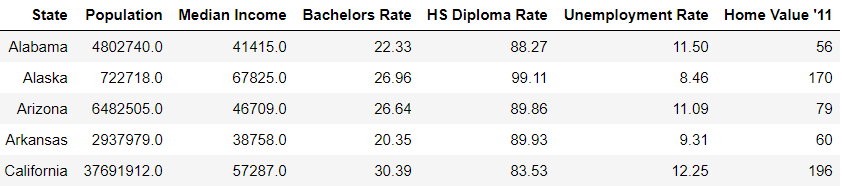 State Population Median Income Bachelors Rate HS Diploma Rate Unemployment Rate Home Value '11
Alabama 4802740.0 41415.0 22.33 88.27 11.50 56
Alaska 722718.0 67825.0 26.96 99.11 8.46 170
Arizona 6482505.0 46709.0 26.64 89.86 11.09 79
Arkansas 2937979.0 38758.0 20.35 89.93 9.31 60
California 37691912.0 57287.0 30.39 83.53 12.25 196